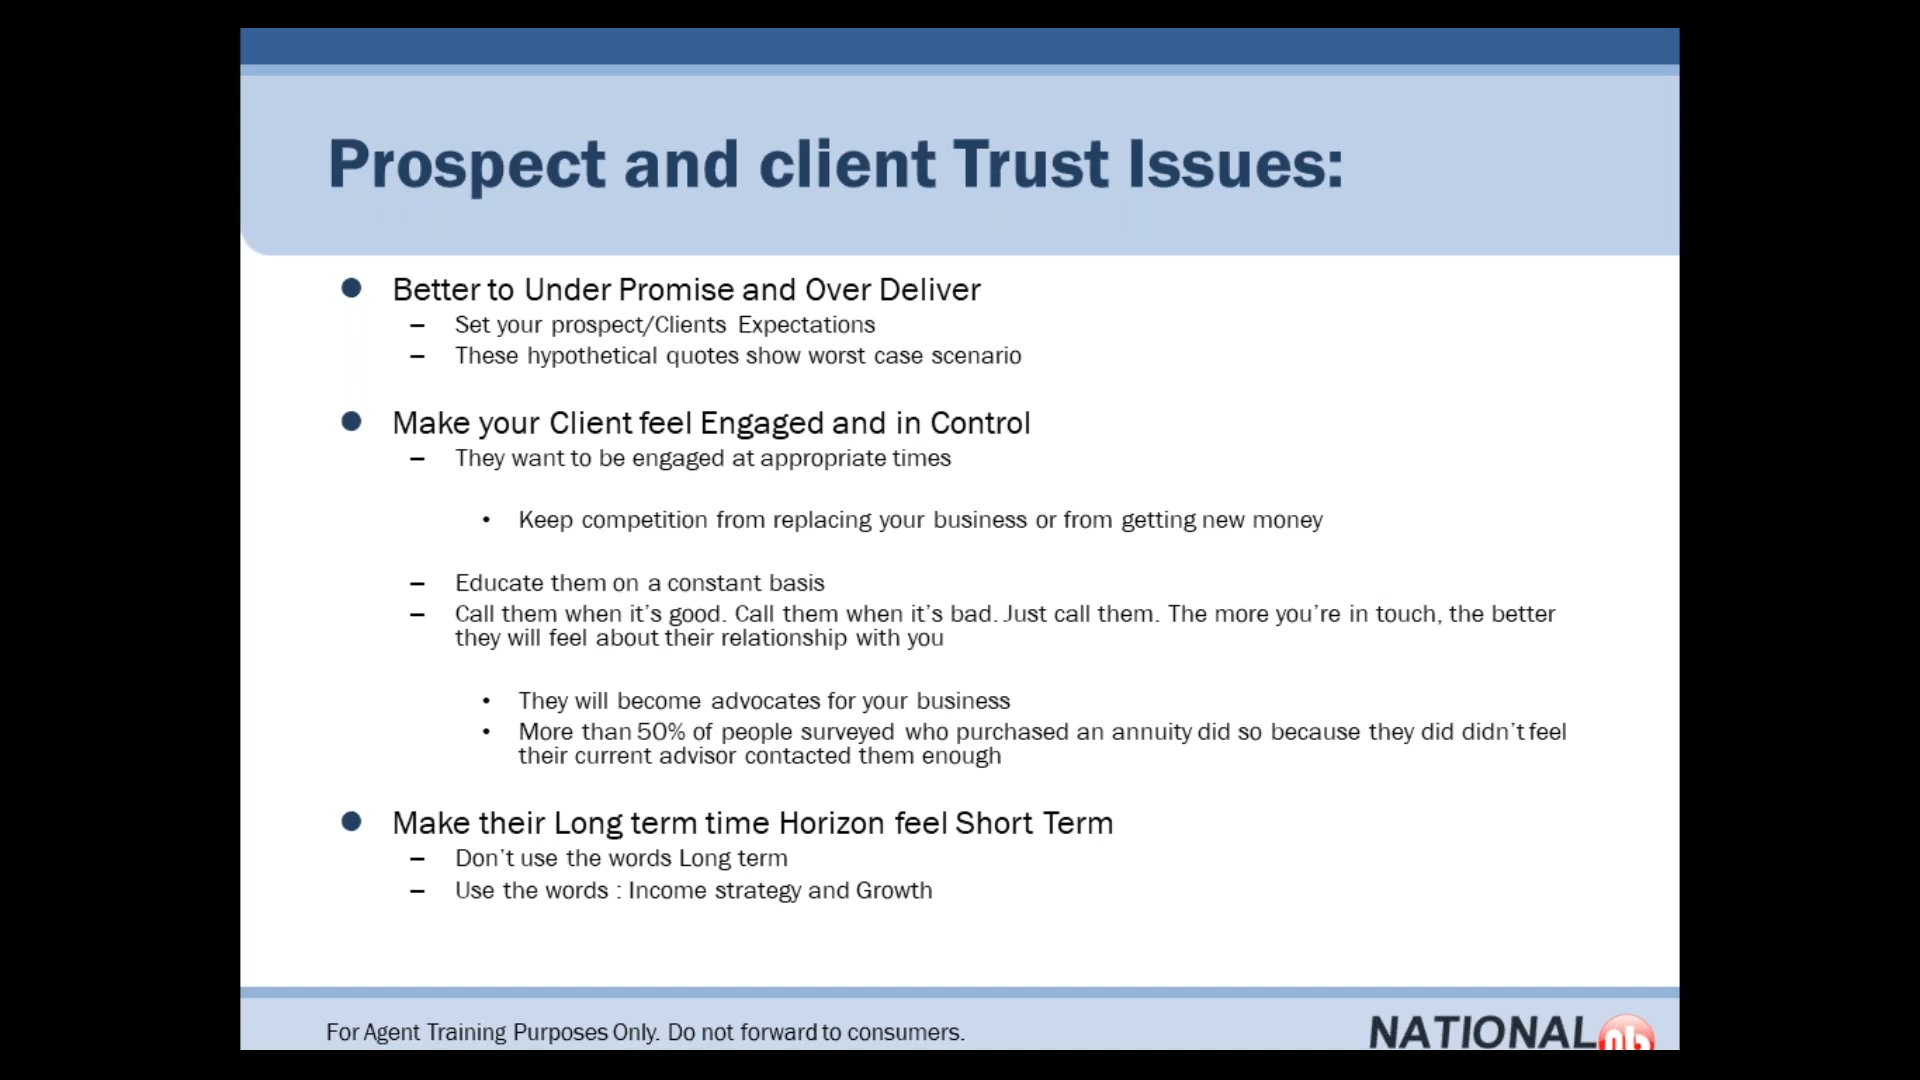 Prospect and client Trust Issues:
Better to Under Promise and Over Deliver
– Set your prospect/Clients Expectations
– These hypothetical quotes show worst case scenario
Make your Client feel Engaged and in Control
– They want to be engaged at appropriate times
• Keep competition from replacing your business or from getting new money
– Educate them on a constant basis
– Call them when it's good. Call them when it's bad. Just call them. The more you're in touch, the better
they will feel about their relationship with you
• They will become advocates for your business
• More than 50% of people surveyed who purchased an annuity did so because they did didn't feel
their current advisor contacted them enough
Make their Long term time Horizon feel Short Term
– Don't use the words Long term
– Use the words : Income strategy and Growth
For Agent Training Purposes Only. Do not forward to consumers.
NATIONAL nb